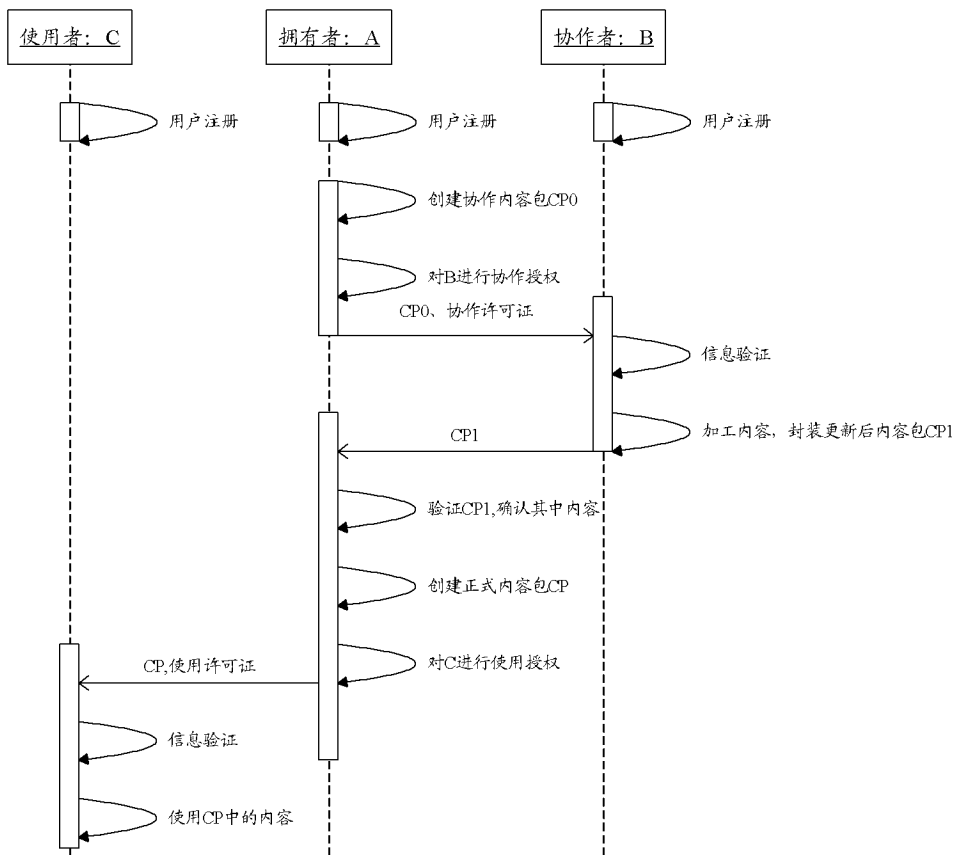 使用者：C
拥有者：A
协作者：B
用户注册
用户注册
用户注册
创建协作内容包CP0
对B进行协作授权
CP0、协作许可证
信息验证
加工内容，封装更新后内容包CP1
CP1
验证CP1,确认其中内容
创建正式内容包CP
对C进行使用授权
CP,使用许可证
信息验证
使用CP中的内容